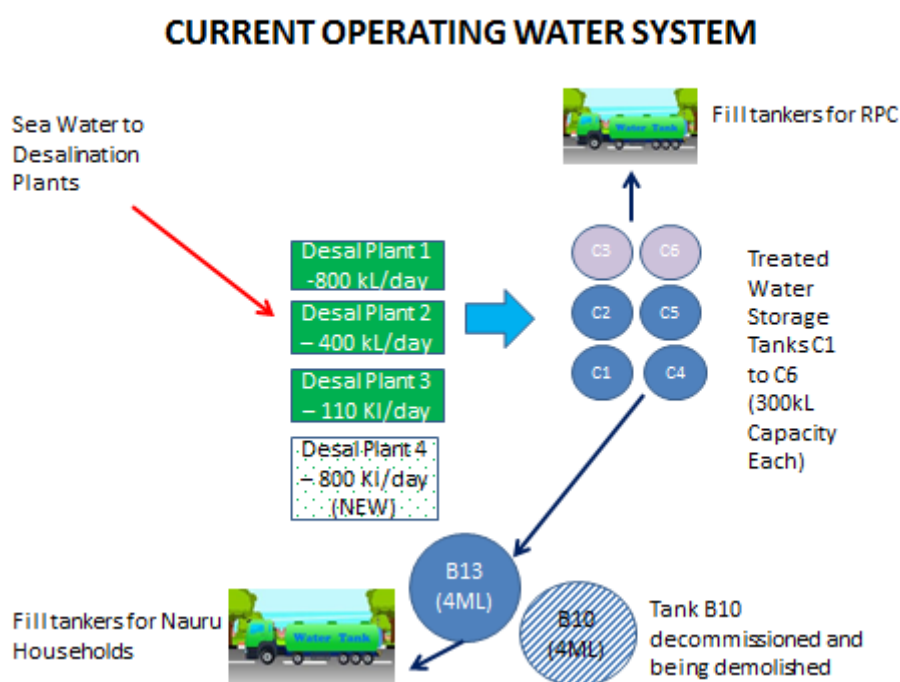 CURRENT OPERATING WATER SYSTEM
Sea Water to
Desalination
Plants
Water Tank
Fill tankers for RPC
Desal Plant 1
-800 kL/day
Desal Plant 2
– 400 kL/day
Desal Plant 3
– 110 Kl/day
Desal Plant 4
– 800 Kl/day
(NEW)
C3
C6
C2
C5
C1
C4
Treated
Water
Storage
Tanks C1
to C6
(300kL
Capacity
Each)
B13
(4ML)
B10
(4ML)
Tank B10
decommissioned and
being demolished
Fill tankers for Nauru
Households
Water Tank